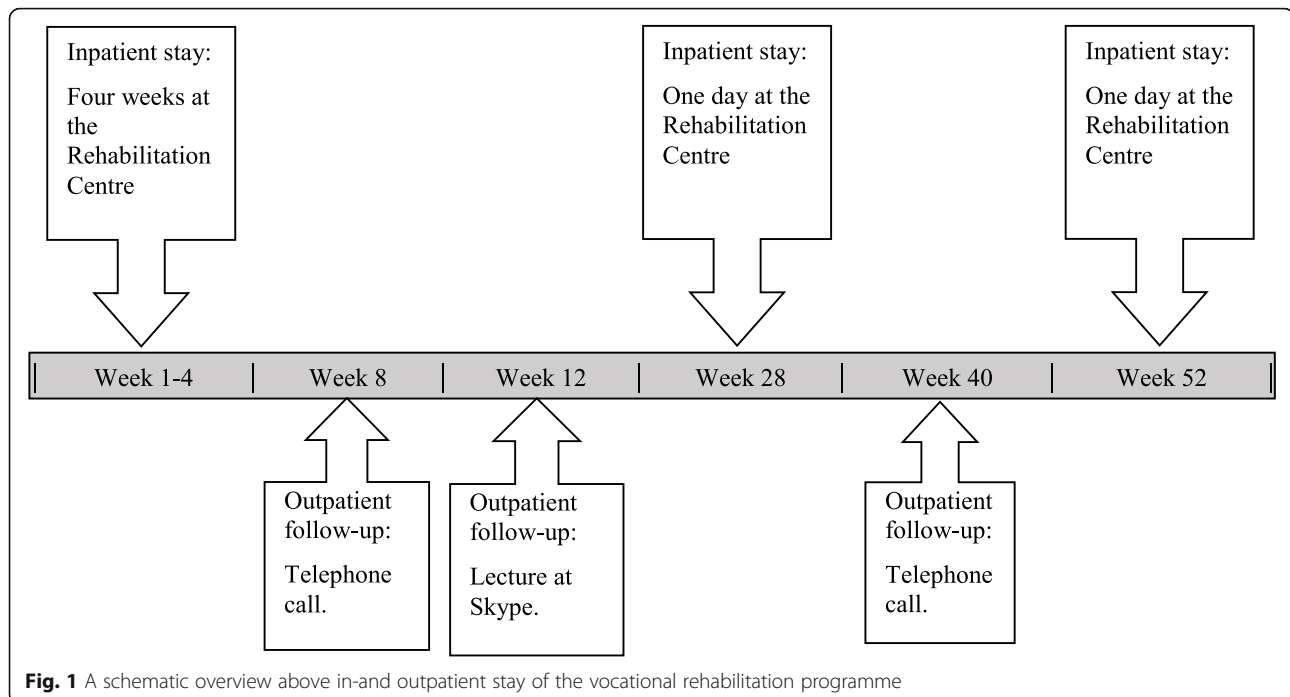 Inpatient stay:
Four weeks at
the
Rehabilitation
Centre
Inpatient stay:
One day at the
Rehabilitation
Centre
Inpatient stay:
One day at the
Rehabilitation
Centre
Week 1-4
Week 8
Week 12
Week 28
Week 40
Week 52
Outpatient
follow-up:
Telephone
call.
Outpatient
follow-up:
Lecture at
Skype.
Outpatient
follow-up:
Telephone
call.
Fig. 1 A schematic overview above in-and outpatient stay of the vocational rehabilitation programme